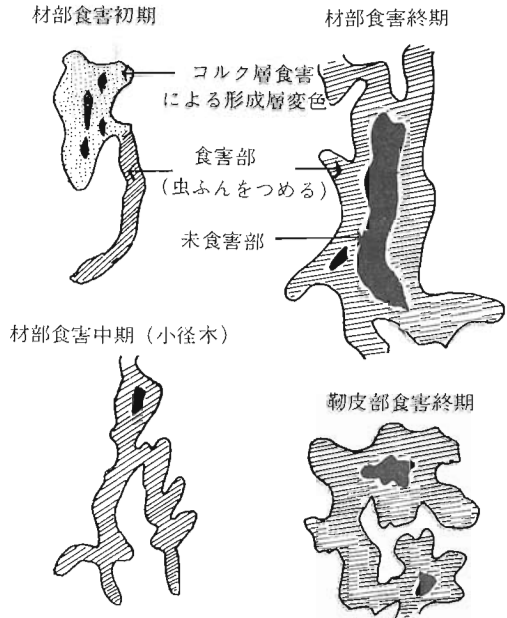 材部食害初期
材部食害終期
コルク層食害
による形成層変色
食害部
(虫ふんをつめる)
未食害部
材部食害中期(小径木)
靭皮部食害終期